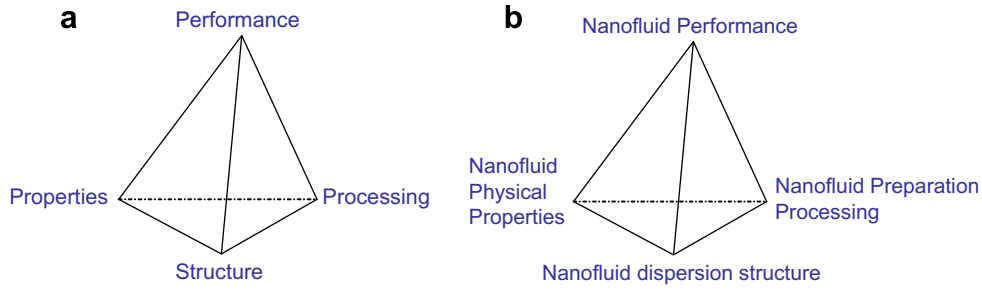 a
Performance
Properties
Processing
Structure
b
Nanofluid Performance
Nanofluid
Physical
Properties
Nanofluid Preparation
Processing
Nanofluid dispersion structure